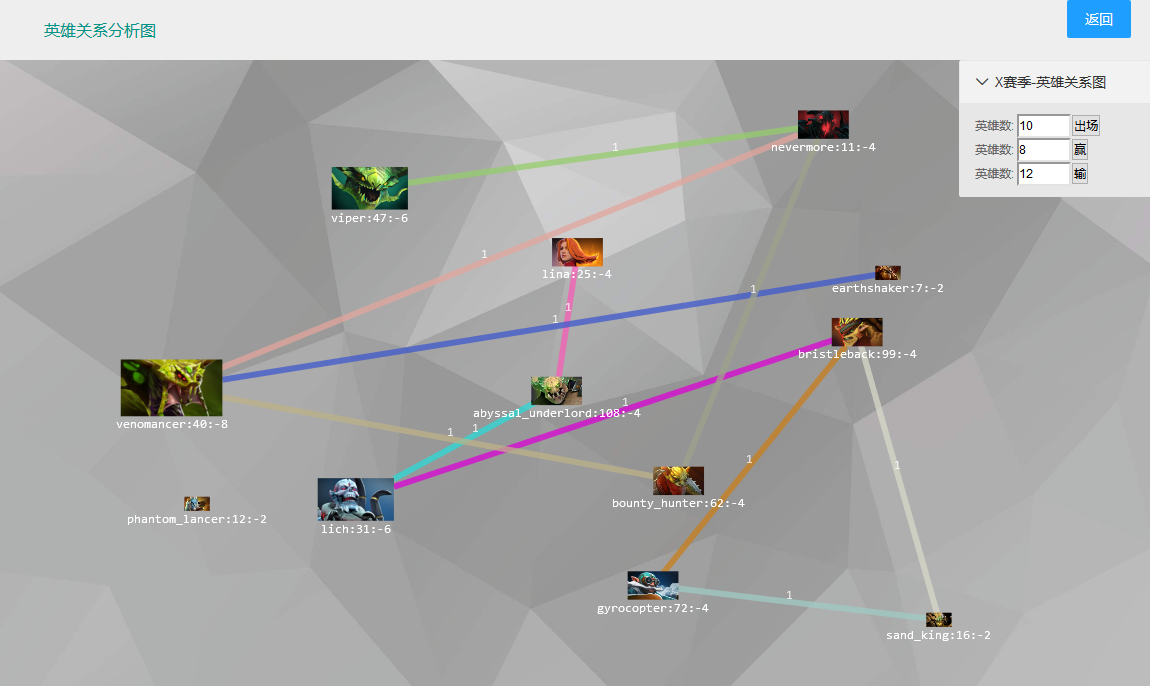 英雄关系分析图
返回
X赛季-英雄关系图
英雄数: 10 出场
英雄数: 8 赢
英雄数: 12 输
nevermore:11:-4
1
viper:47:-6
1
lina:25:-4
earthshaker:7:-2
1
1
1
bristleback:99:-4
venomancer:40:-8
abyssal_underlord:108:-4
1
1
1
1
1
bounty_hunter:62:-4
phantom_lancer:12:-2
lich:31:-6
gyrocopter:72:-4
1
sand_king:16:-2